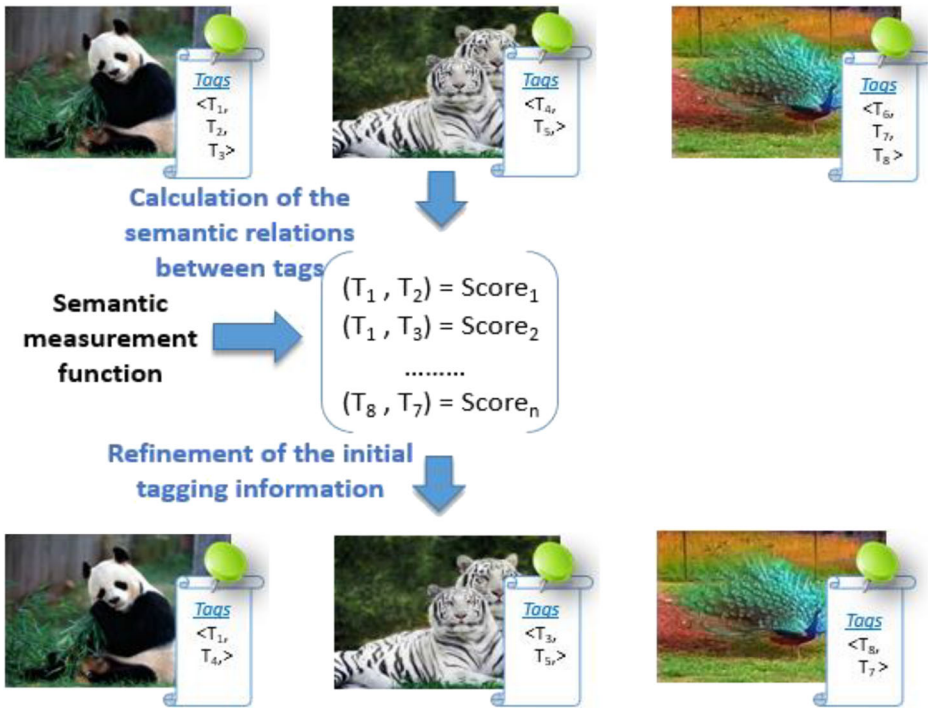 Tags
<T₁,
T₂,
T₃>
Tags
<T₄,
T₅,>
Tags
<T₆,
T₇,
T₈>
Calculation of the
semantic relations
between tags
Semantic
measurement
function
(T₁ , T₂) = Score₁
(T₁ , T₃) = Score₂
.........
(T₈ , T₇) = Scoreₙ
Refinement of the initial
tagging information
Tags
<T₁,
T₄,>
Tags
<T₃,
T₅,>
Tags
<T₈,
T₇>